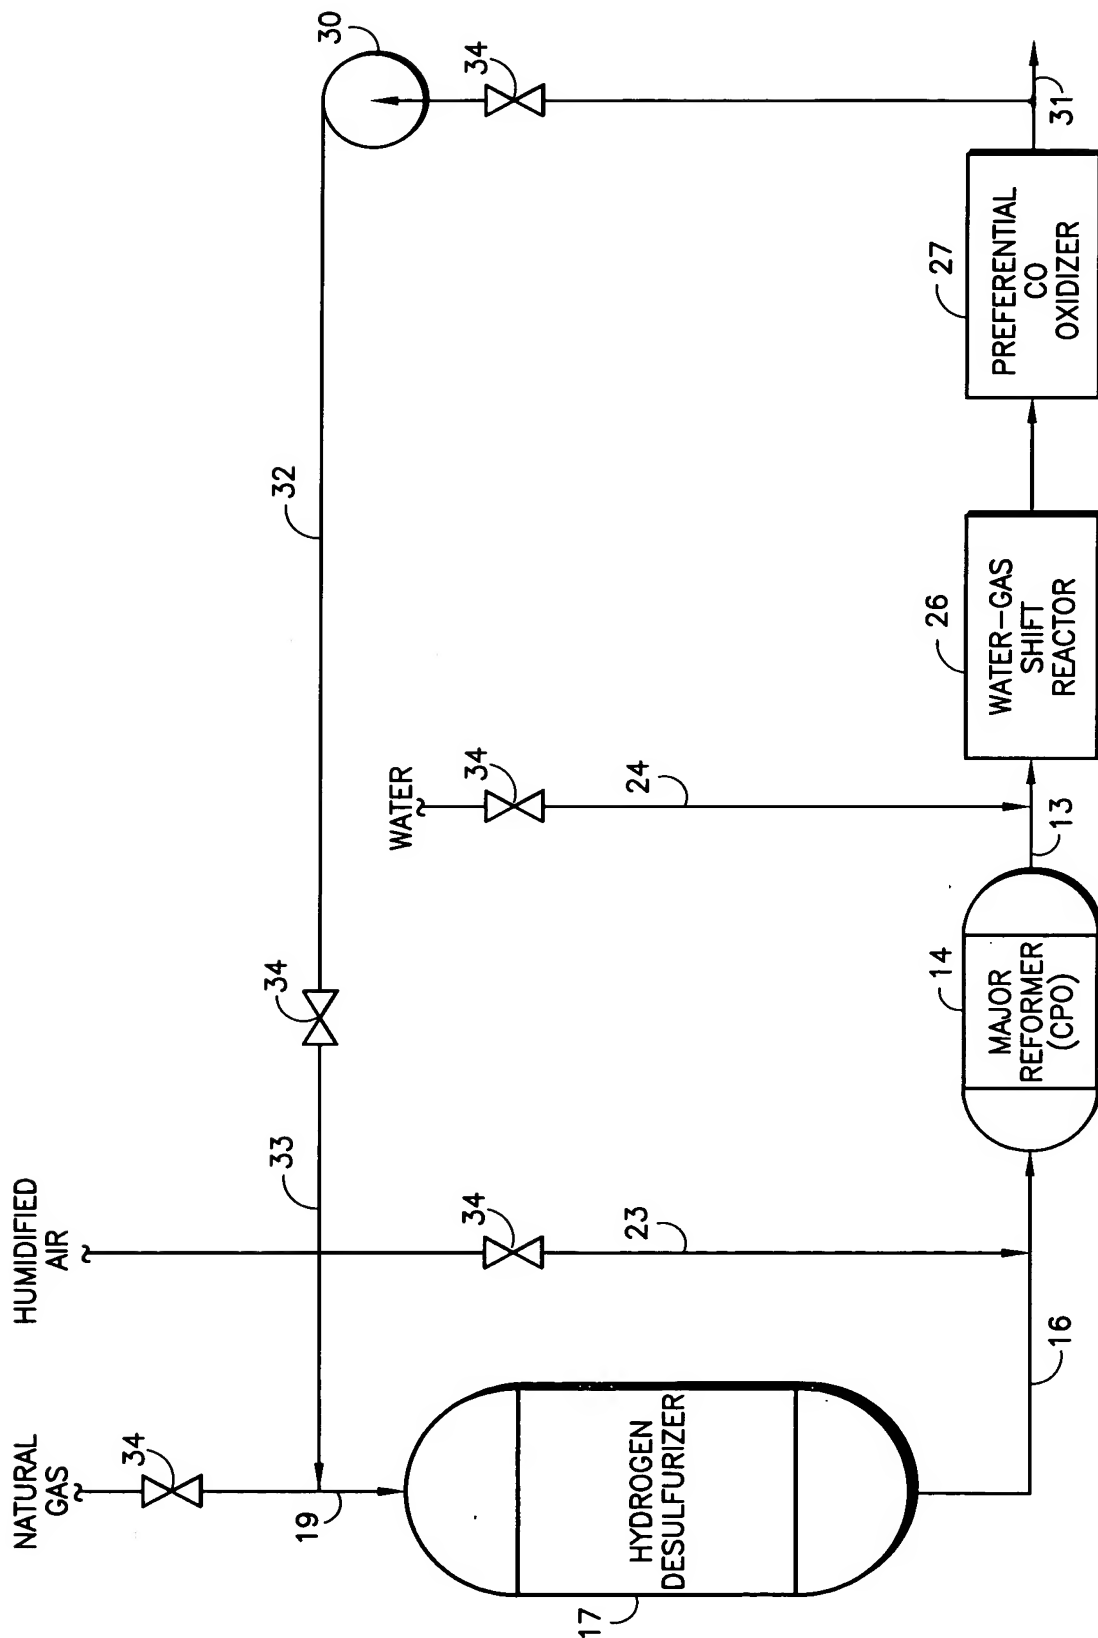 NATURAL
GAS
34
19
HYDROGEN
DESULFURIZER
17
HUMIDIFIED
AIR
33
34
23
16
34
32
WATER
34
24
14
MAJOR
REFORMER
(CPO)
13
26
WATER-GAS
SHIFT
REACTOR
27
PREFERENTIAL
CO
OXIDIZER
30
34
31